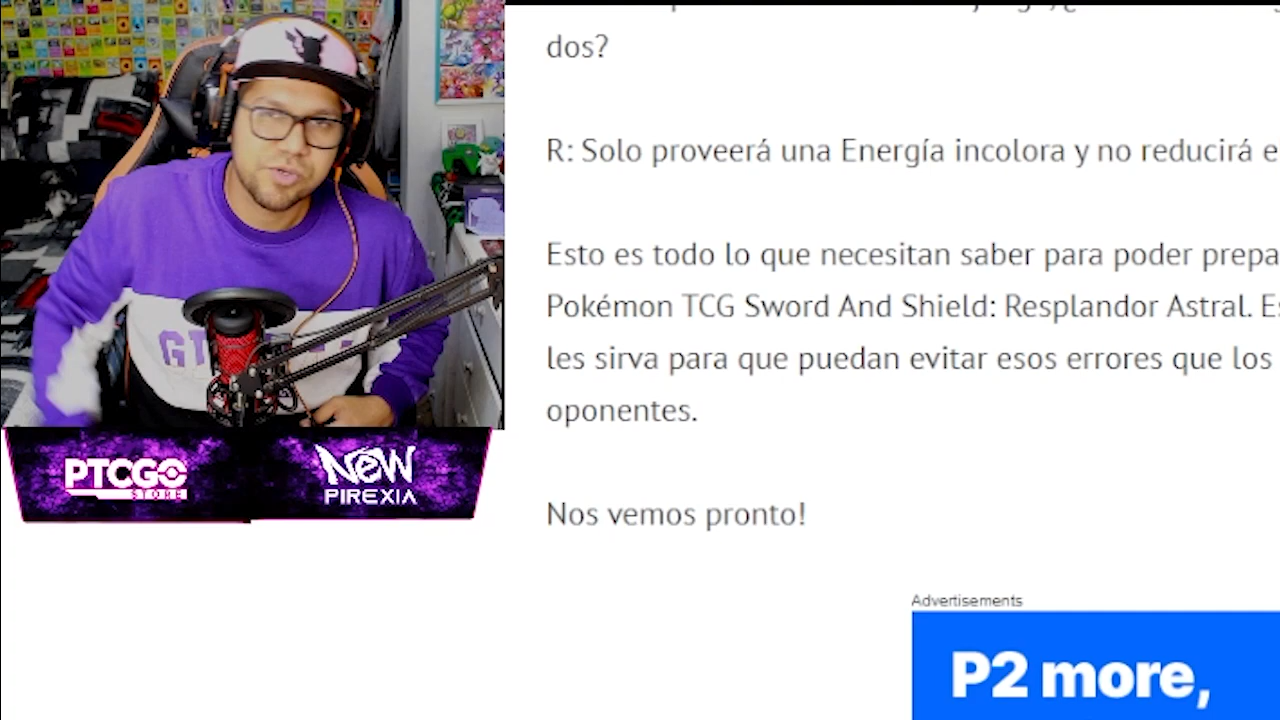 dos?
R: Solo proveerá una Energía incolora y no reducirá e
Esto es todo lo que necesitan saber para poder prepa
Pokémon TCG Sword And Shield: Resplandor Astral. Es
les sirva para que puedan evitar esos errores que los
oponentes.
Nos vemos pronto!
PTCGO
STORE
NEW
PIREXIA
Advertisements
P2 more,